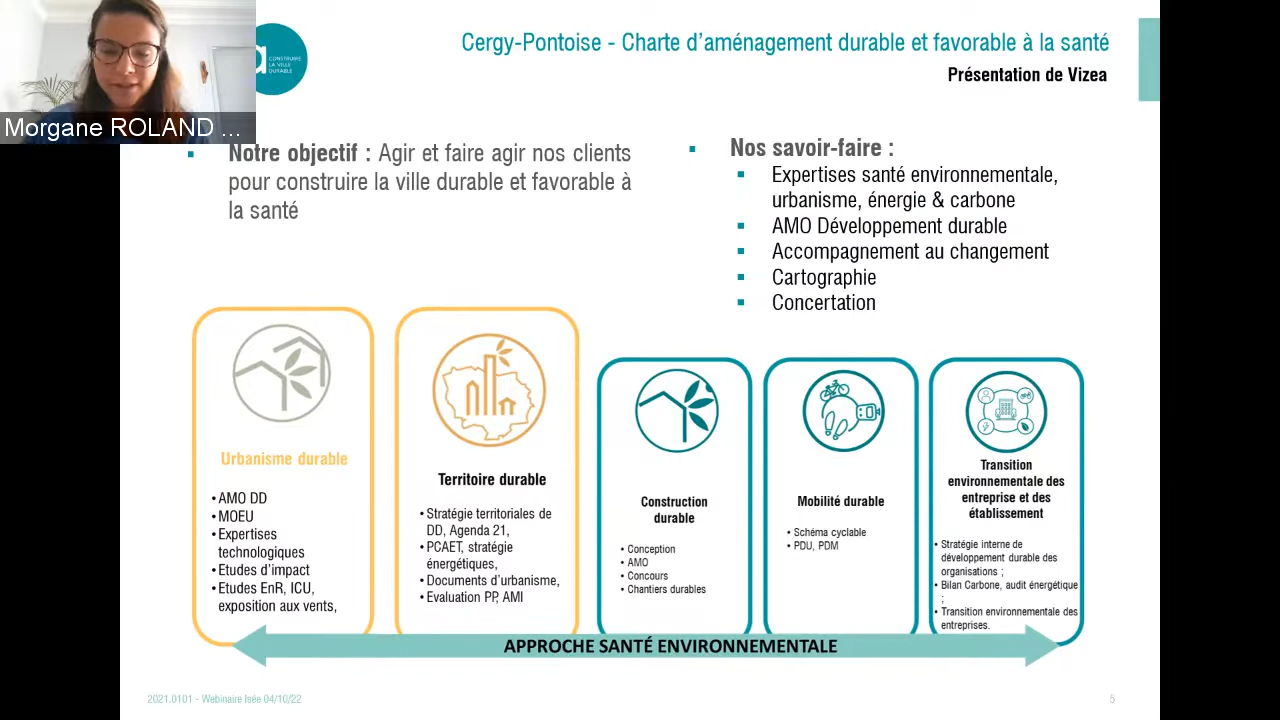 CONSTRUIRE
LA VILLE
DURABLE
Morgane ROLAND ...
Cergy-Pontoise - Charte d'aménagement durable et favorable à la santé
Présentation de Vizea
▪ Notre objectif : Agir et faire agir nos clients
pour construire la ville durable et favorable à
la santé
▪ Nos savoir-faire :
▪ Expertises santé environnementale,
urbanisme, énergie & carbone
▪ AMO Développement durable
▪ Accompagnement au changement
▪ Cartographie
▪ Concertation
Urbanisme durable
• AMO DD
• MOEU
• Expertises
technologiques
• Etudes d'impact
• Etudes EnR, ICU,
exposition aux vents,
Territoire durable
• Stratégie territoriales de
DD, Agenda 21,
• PCAET, stratégie
énergétiques,
• Documents d'urbanisme,
• Evaluation PP, AMI
Construction
durable
• Conception
• AMO
• Concours
• Chantiers durables
Mobilité durable
• Schéma cyclable
• PDU, PDM
Transition
environnementale des
entreprise et des
établissement
• Stratégie interne de
développement durable des
organisations ;
• Bilan Carbone, audit énergétique
;
• Transition environnementale des
entreprises.
APPROCHE SANTÉ ENVIRONNEMENTALE
2021.0101 - Webinaire Isée 04/10/22
5